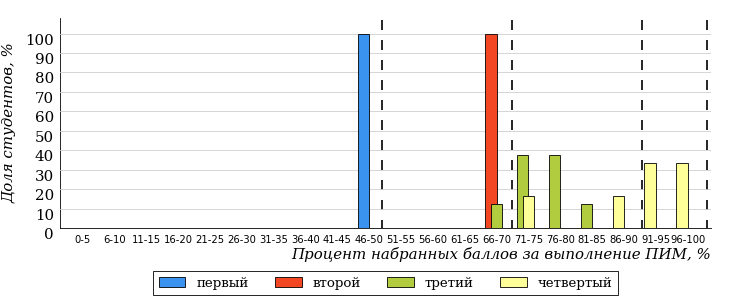 Доля студентов, %
100
90
80
70
60
50
40
30
20
10
0
0-5 6-10 11-15 16-20 21-25 26-30 31-35 36-40 41-45 46-50 51-55 56-60 61-65 66-70 71-75 76-80 81-85 86-90 91-95 96-100
Процент набранных баллов за выполнение ПИМ, %
первый второй третий четвертый